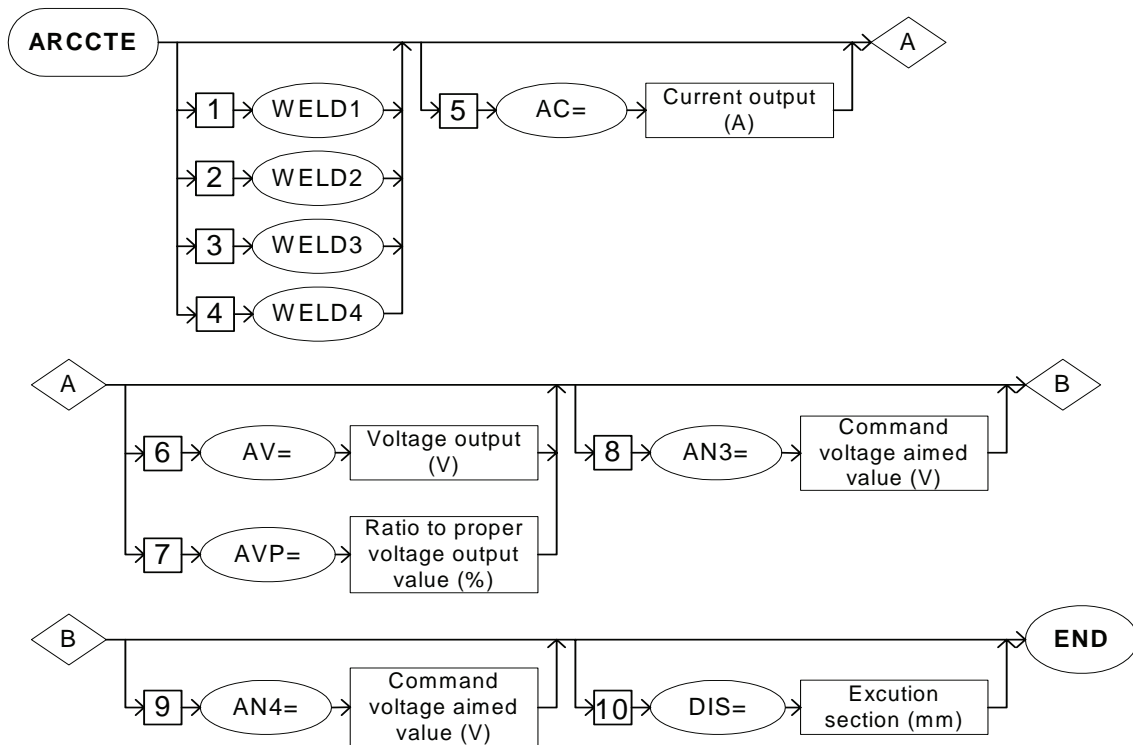 ARCCTE
A
1 WELD1
5 AC= Current output
(A)
2 WELD2
3 WELD3
4 WELD4
A
B
6 AV= Voltage output
(V)
8 AN3= Command
voltage aimed
value (V)
7 AVP= Ratio to proper
voltage output
value (%)
B
END
9 AN4= Command
voltage aimed
value (V)
10 DIS= Excution
section (mm)